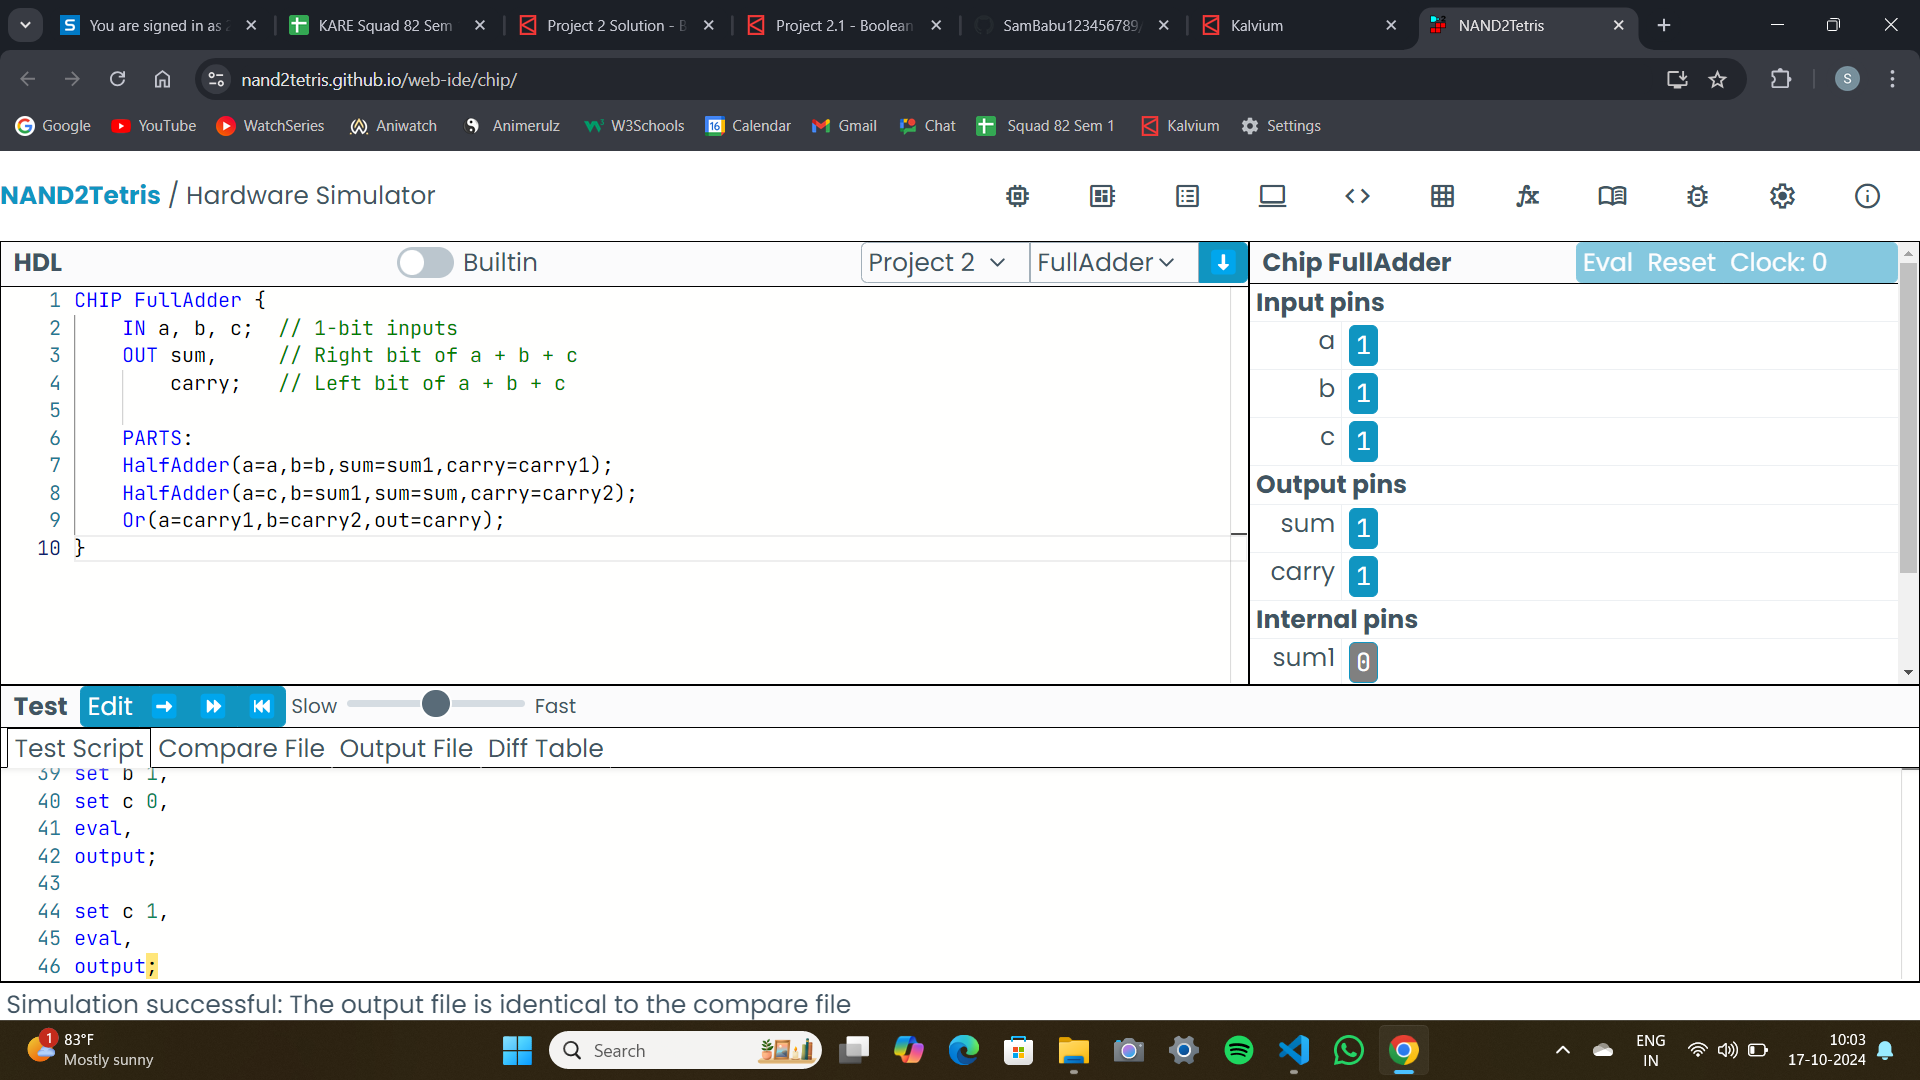 You are signed in as 2
KARE Squad 82 Sem
Project 2 Solution - B
Project 2.1 - Boolean
SamBabu123456789/
Kalvium
NAND2Tetris
nand2tetris.github.io/web-ide/chip/
S
Google
YouTube
WatchSeries
Aniwatch
Animerulz
W3Schools
Calendar
Gmail
Chat
Squad 82 Sem 1
Kalvium
Settings
NAND2Tetris / Hardware Simulator
HDL
Builtin
Project 2
FullAdder
1 CHIP FullAdder {
2 IN a, b, c; // 1-bit inputs
3 OUT sum, // Right bit of a + b + c
4 carry; // Left bit of a + b + c
5
6 PARTS:
7 HalfAdder(a=a,b=b,sum=sum1,carry=carry1);
8 HalfAdder(a=c,b=sum1,sum=sum,carry=carry2);
9 Or(a=carry1,b=carry2,out=carry);
10 }
Chip FullAdder
Eval Reset Clock: 0
Input pins
a 1
b 1
c 1
Output pins
sum 1
carry 1
Internal pins
sum1 0
Test
Edit
Slow
Fast
Test Script
Compare File
Output File
Diff Table
39 set b 1,
40 set c 0,
41 eval,
42 output;
43
44 set c 1,
45 eval,
46 output;
Simulation successful: The output file is identical to the compare file
1
83°F
Mostly sunny
Search
ENG
IN
10:03
17-10-2024